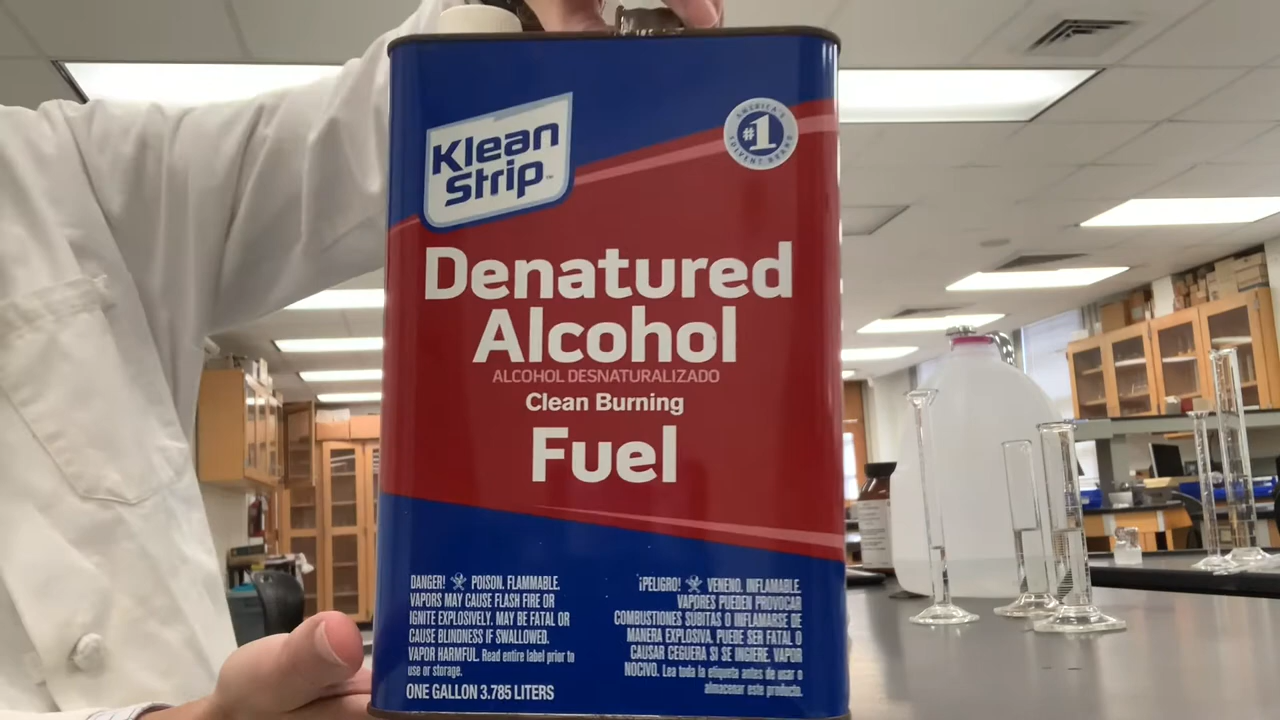 Klean
Strip™
AMERICA'S
#1
SOLVENT BRAND
Denatured
Alcohol
ALCOHOL DESNATURALIZADO
Clean Burning
Fuel
DANGER! POISON. FLAMMABLE.
VAPORS MAY CAUSE FLASH FIRE OR
IGNITE EXPLOSIVELY. MAY BE FATAL OR
CAUSE BLINDNESS IF SWALLOWED.
VAPOR HARMFUL. Read entire label prior to
use or storage.
ONE GALLON 3.785 LITERS
¡PELIGRO! VENENO. INFLAMABLE.
VAPORES PUEDEN PROVOCAR
COMBUSTIONES SUBITAS O INFLAMARSE DE
MANERA EXPLOSIVA. PUEDE SER FATAL O
CAUSAR CEGUERA SI SE INGIERE. VAPOR
NOCIVO. Lea toda la etiqueta antes de usar o
almacenar este producto.